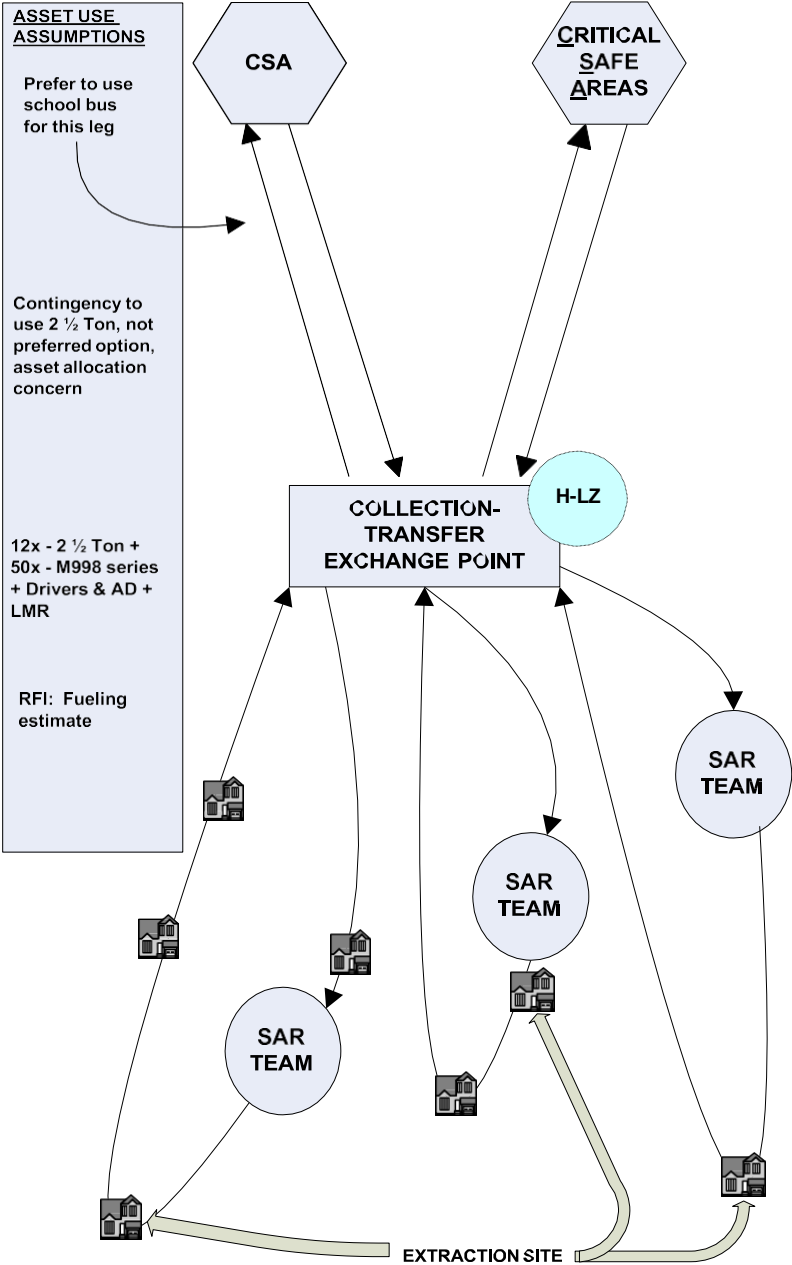 ASSET USE
ASSUMPTIONS
Prefer to use
school bus
for this leg
Contingency to
use 2 ½ Ton, not
preferred option,
asset allocation
concern
12x - 2 ½ Ton +
50x - M998 series
+ Drivers & AD +
LMR
RFI: Fueling
estimate
CSA
CRITICAL
SAFE
AREAS
COLLECTION-
TRANSFER
EXCHANGE POINT
H-LZ
SAR
TEAM
SAR
TEAM
SAR
TEAM
EXTRACTION SITE